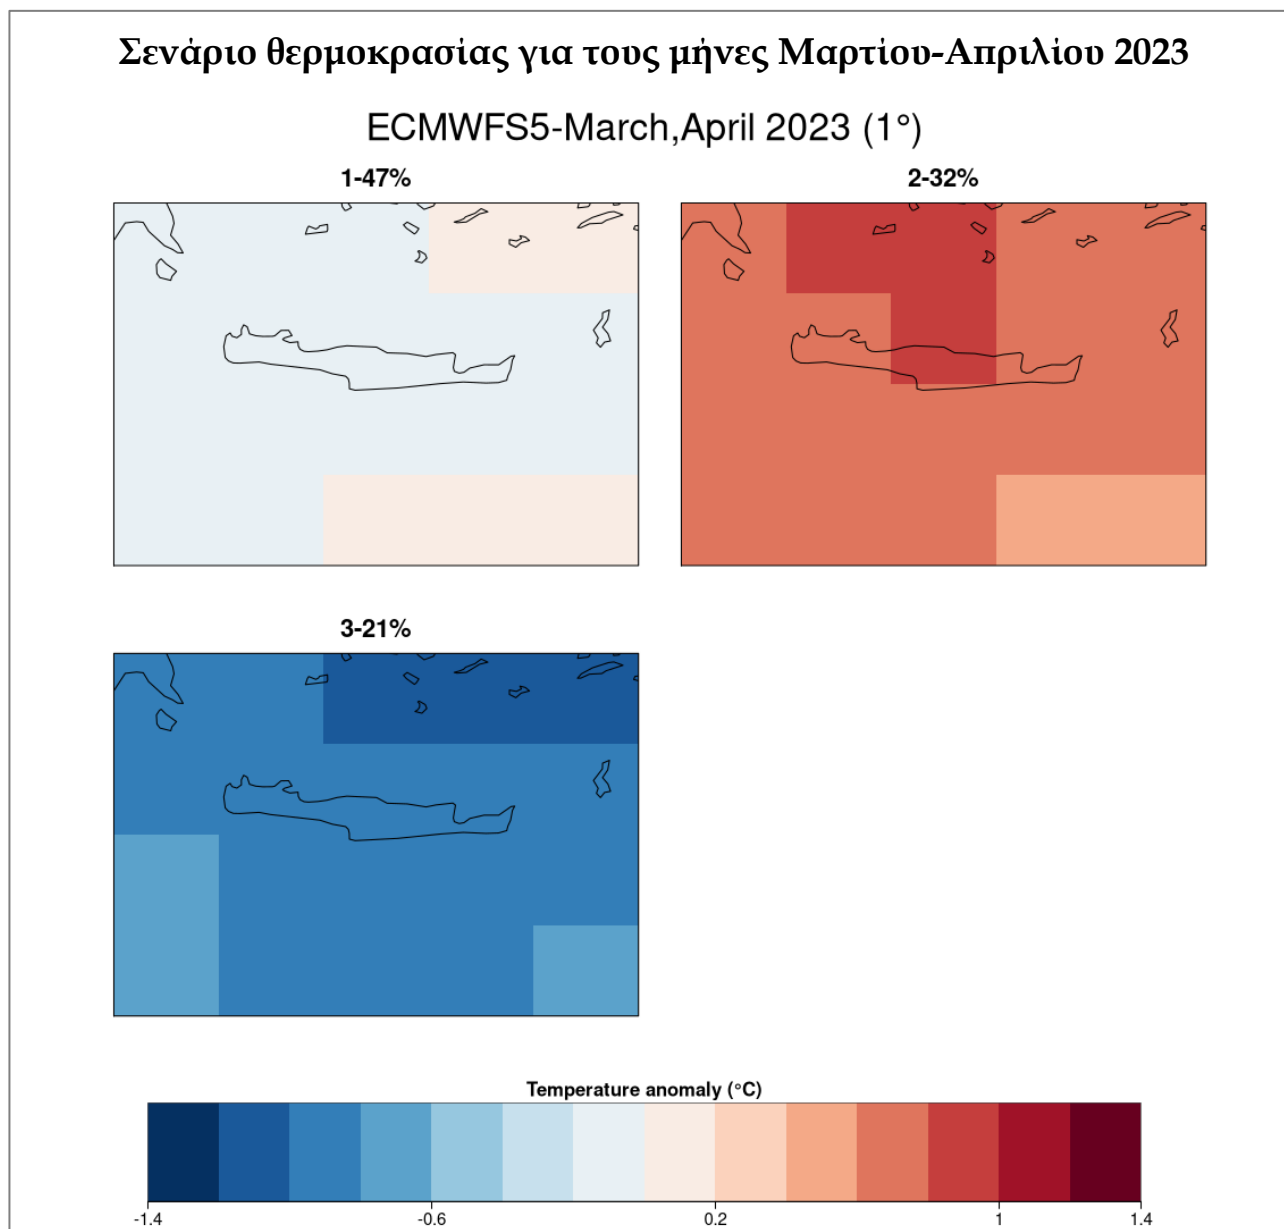 Σενάριο θερμοκρασίας για τους μήνες Μαρτίου-Απριλίου 2023
ECMWFS5-March,April 2023 (1°)
1-47%
2-32%
3-21%
Temperature anomaly (°C)
-1.4
-0.6
0.2
1
1.4